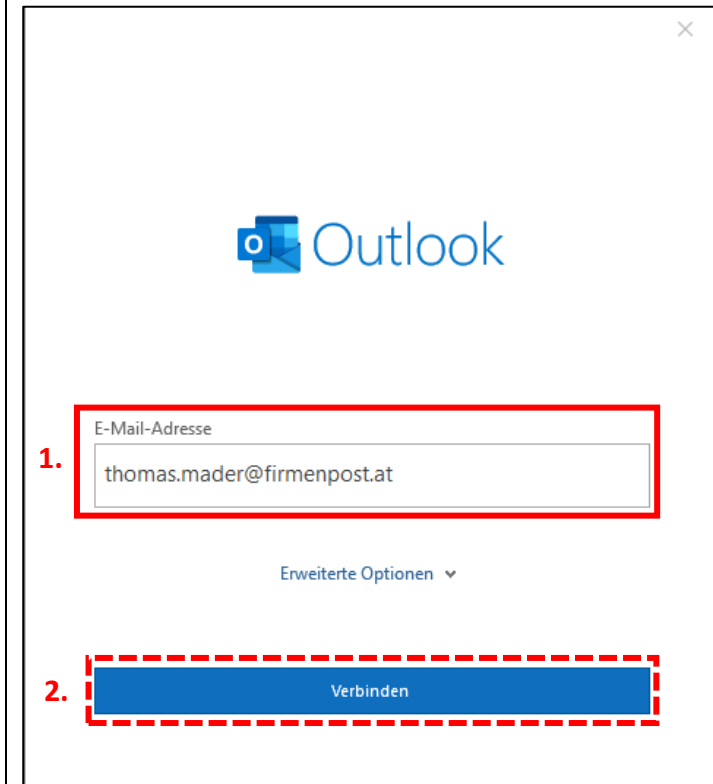 Outlook
E-Mail-Adresse
1.
thomas.mader@firmenpost.at
Erweiterte Optionen
2.
Verbinden